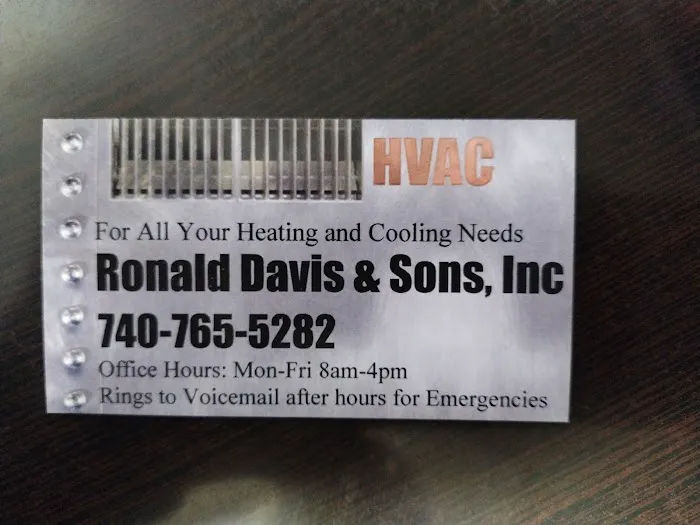 HVAC
For All Your Heating and Cooling Needs
Ronald Davis & Sons, Inc
740-765-5282
Office Hours: Mon-Fri 8am-4pm
Rings to Voicemail after hours for Emergencies